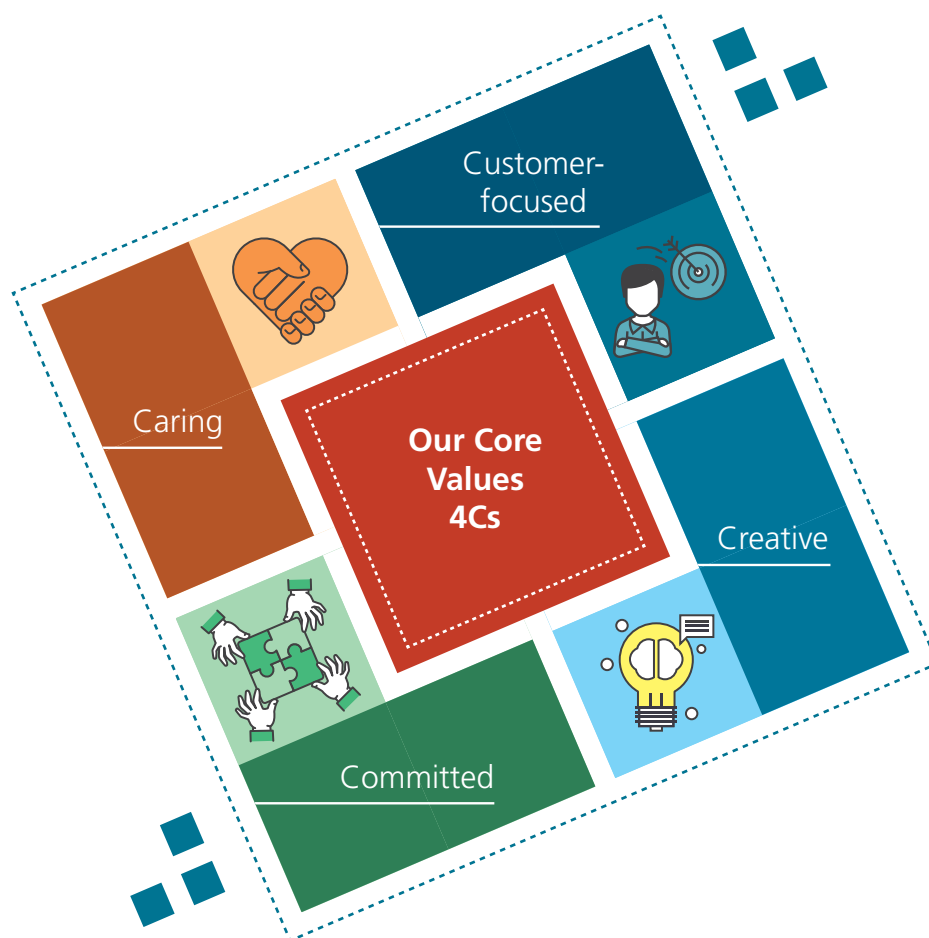 Customer-
focused
Caring
Our Core
Values
4Cs
Creative
Committed